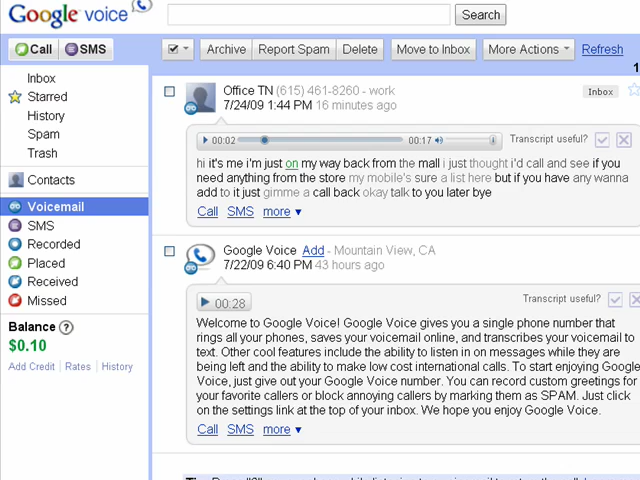 Google voice
Search
Call SMS
Archive Report Spam Delete Move to Inbox More Actions Refresh
1
Inbox
Starred
History
Spam
Trash
Contacts
Voicemail
SMS
Recorded
Placed
Received
Missed
Balance ?
$0.10
Add Credit | Rates | History
Office TN (615) 461-8260 - work
Inbox
7/24/09 1:44 PM 16 minutes ago
00:02 00:17 Transcript useful?
hi it's me i'm just on my way back from the mall i just thought i'd call and see if you
need anything from the store my mobile's sure a list here but if you have any wanna
add to it just gimme a call back okay talk to you later bye
Call SMS more ▼
Google Voice Add - Mountain View, CA
7/22/09 6:40 PM 43 hours ago
00:28 Transcript useful?
Welcome to Google Voice! Google Voice gives you a single phone number that
rings all your phones, saves your voicemail online, and transcribes your voicemail to
text. Other cool features include the ability to listen in on messages while they are
being left and the ability to make low cost international calls. To start enjoying Google
Voice, just give out your Google Voice number. You can record custom greetings for
your favorite callers or block annoying callers by marking them as SPAM. Just click
on the settings link at the top of your inbox. We hope you enjoy Google Voice.
Call SMS more ▼